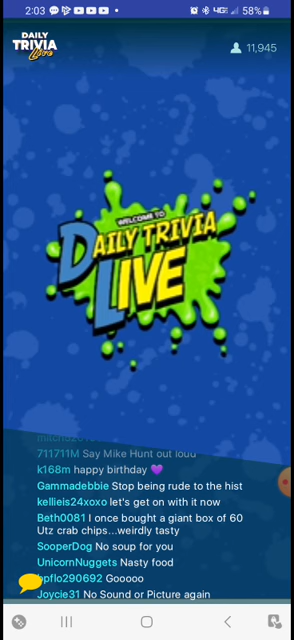 2:03
4G 58%
DAILY
TRIVIA
Live
11,945
WELCOME TO
DAILY TRIVIA
LIVE
711711M Say Mike Hunt out loud
k168m happy birthday 💜
Gammadebbie Stop being rude to the hist
kellieis24xoxo let's get on with it now
Beth0081 I once bought a giant box of 60
Utz crab chips...weirdly tasty
SooperDog No soup for you
UnicornNuggets Nasty food
pflo290692 Gooooo
Joycie31 No Sound or Picture again